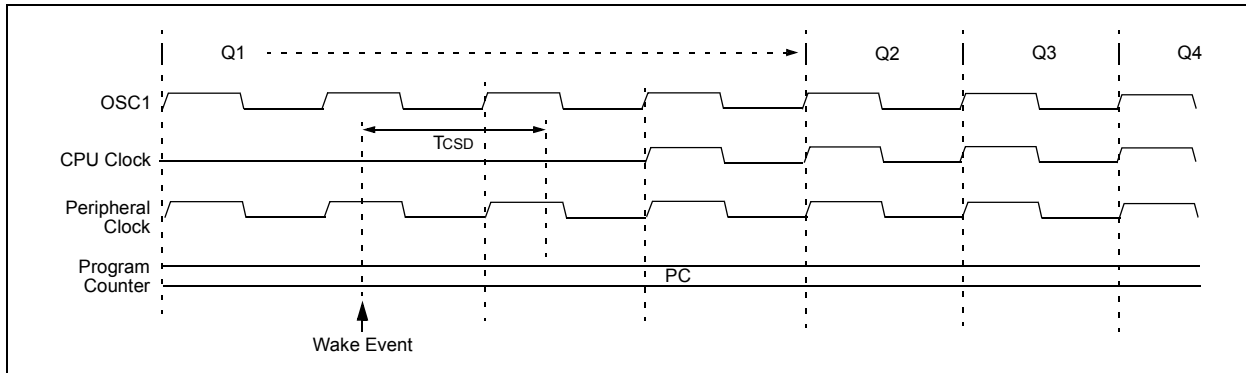 Q1
Q2
Q3
Q4
OSC1
TCSD
CPU Clock
Peripheral
Clock
Program
Counter
PC
Wake Event